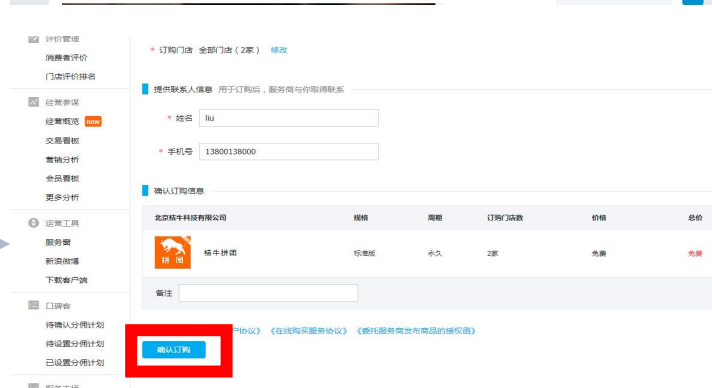 评价管理
消费者评价
门店评价排名
经营参谋
经营概览 new
交易看板
营销分析
会员看板
更多分析
运营工具
服务窗
新浪微博
下载客户端
口碑客
待确认分佣计划
待设置分佣计划
已设置分佣计划
服务市场
* 订购门店 全部门店（2家） 修改
提供联系人信息 用于订购后，服务商与你取得联系
* 姓名 liu
* 手机号 13800138000
确认订购信息
北京桔牛科技有限公司 规格 周期 订购门店数 价格 总价
拼团 桔牛拼团 标准版 永久 2家 免费 免费
备注
户协议》 《在线购买服务协议》 《委托服务商发布商品的授权函》
确认订购